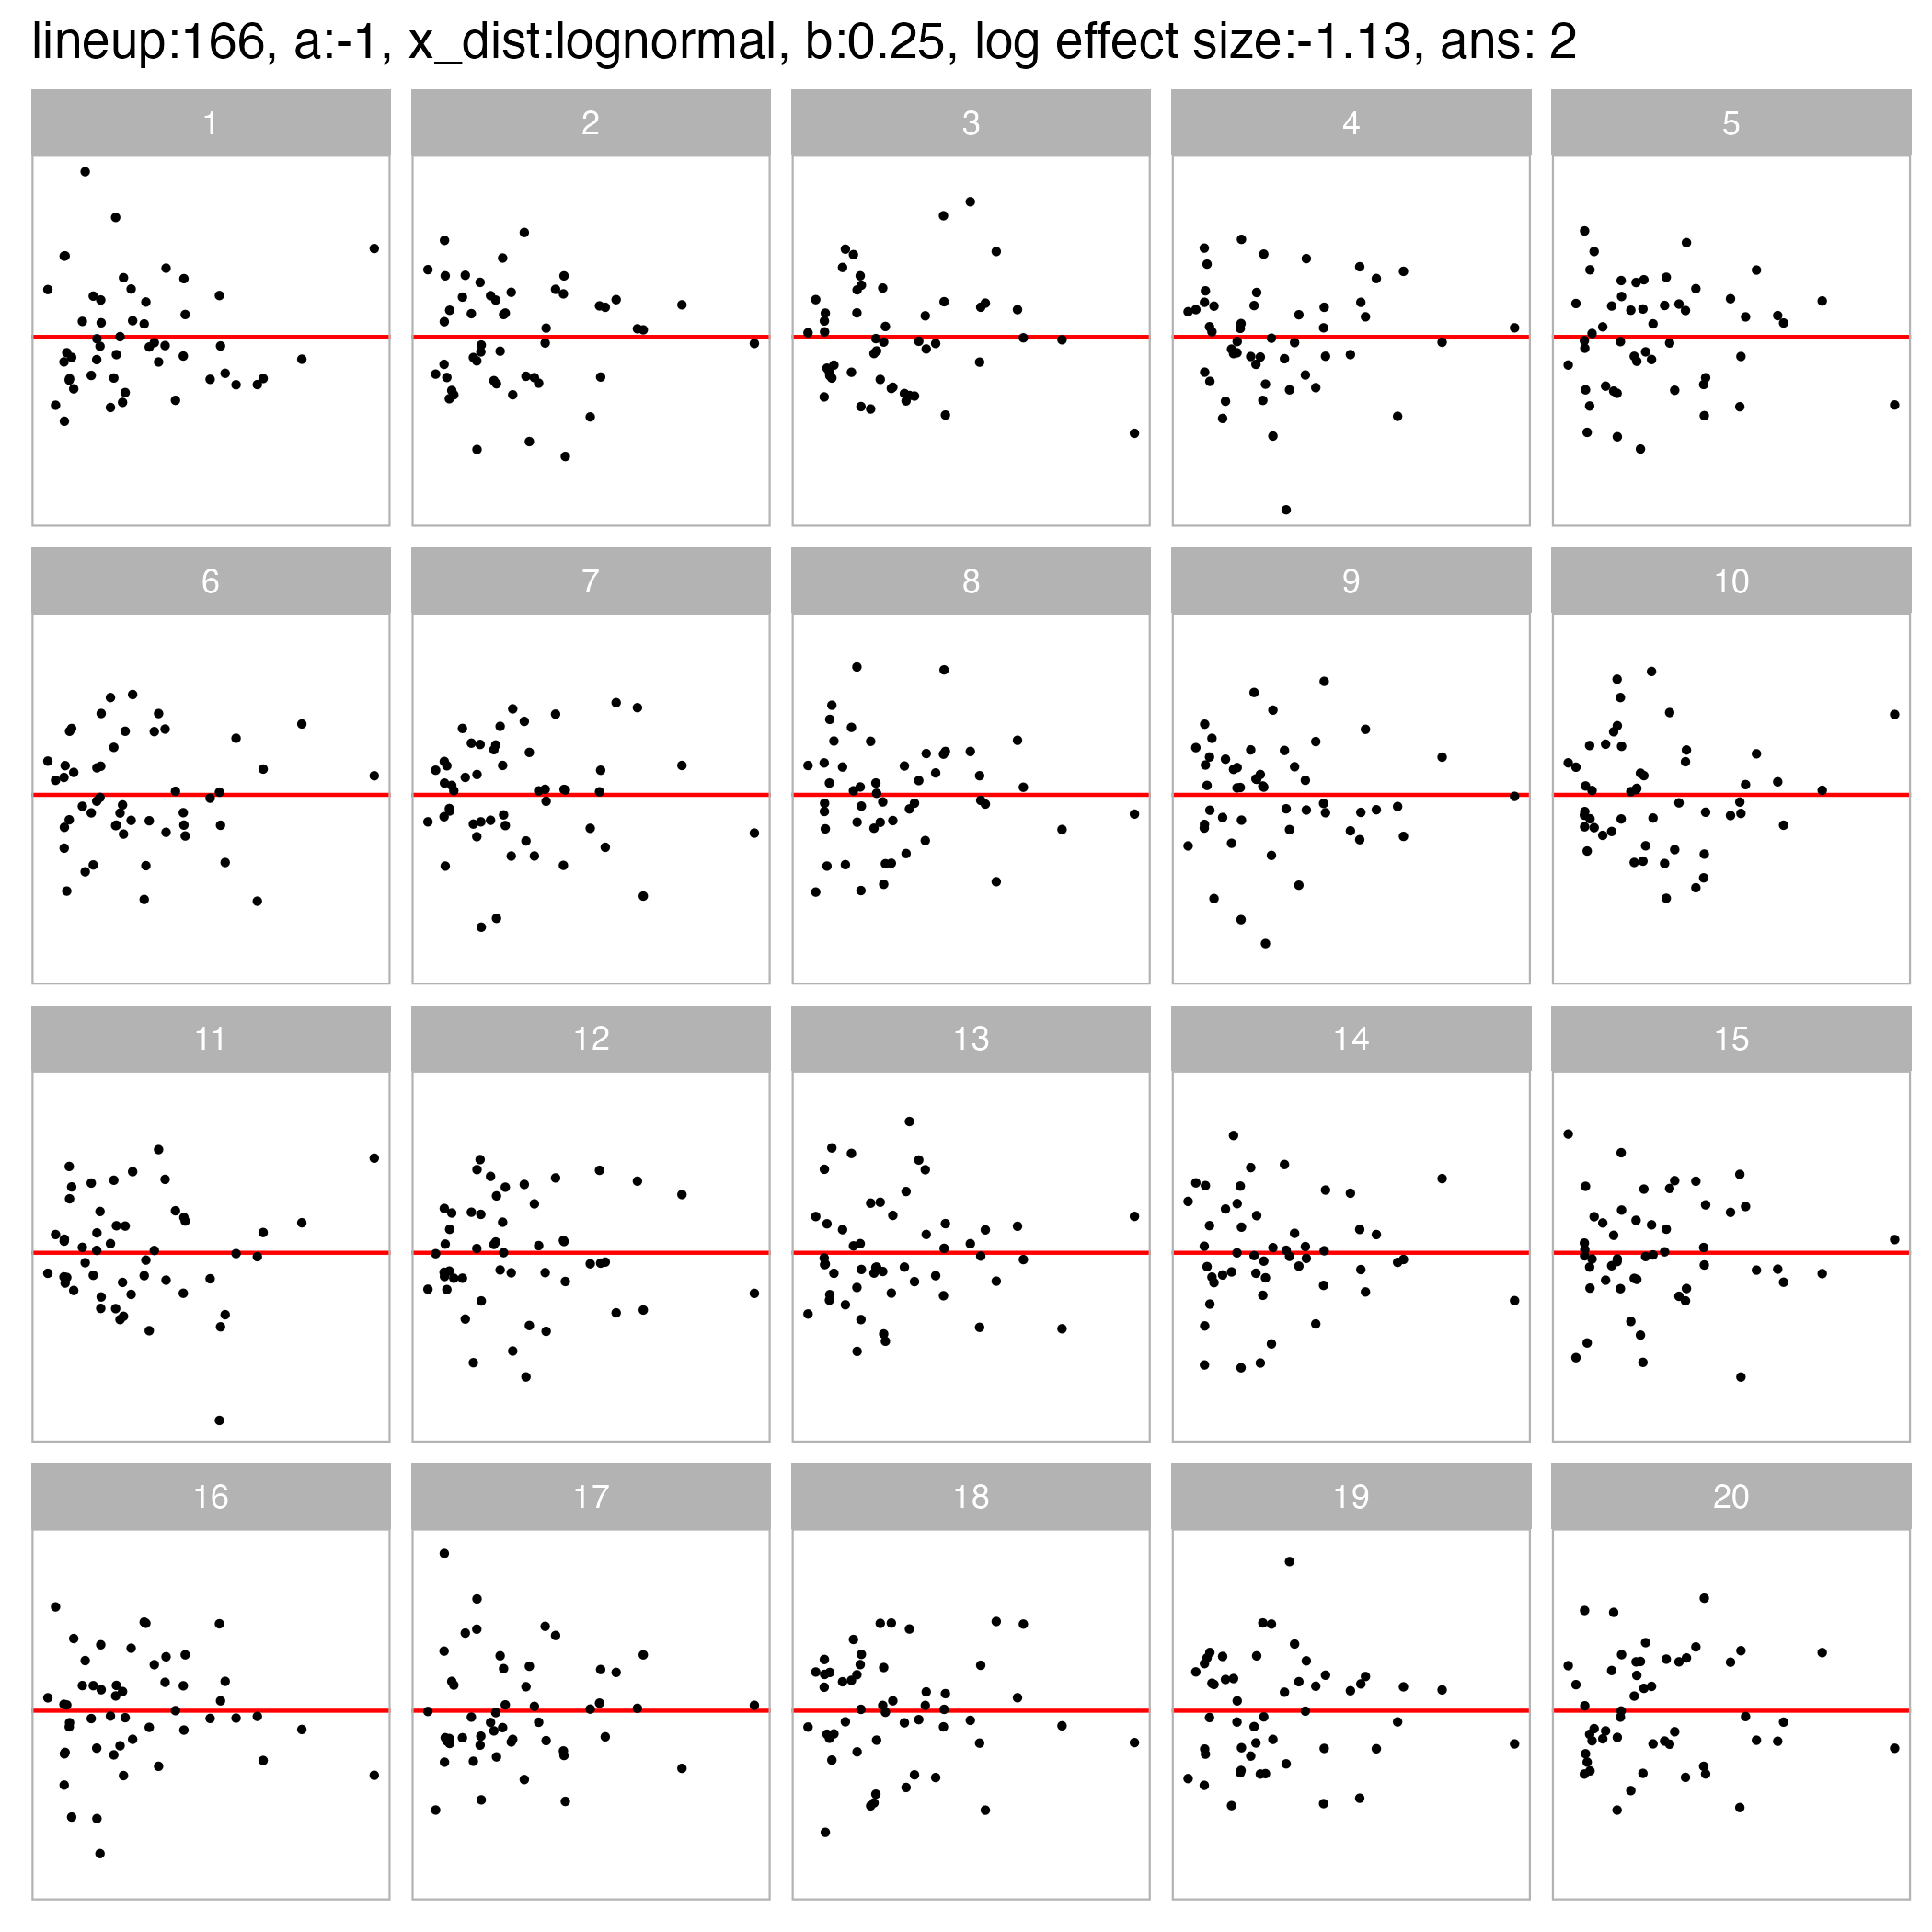 lineup:166, a:-1, x_dist:lognormal, b:0.25, log effect size:-1.13, ans: 2
1 2 3 4 5
6 7 8 9 10
11 12 13 14 15
16 17 18 19 20